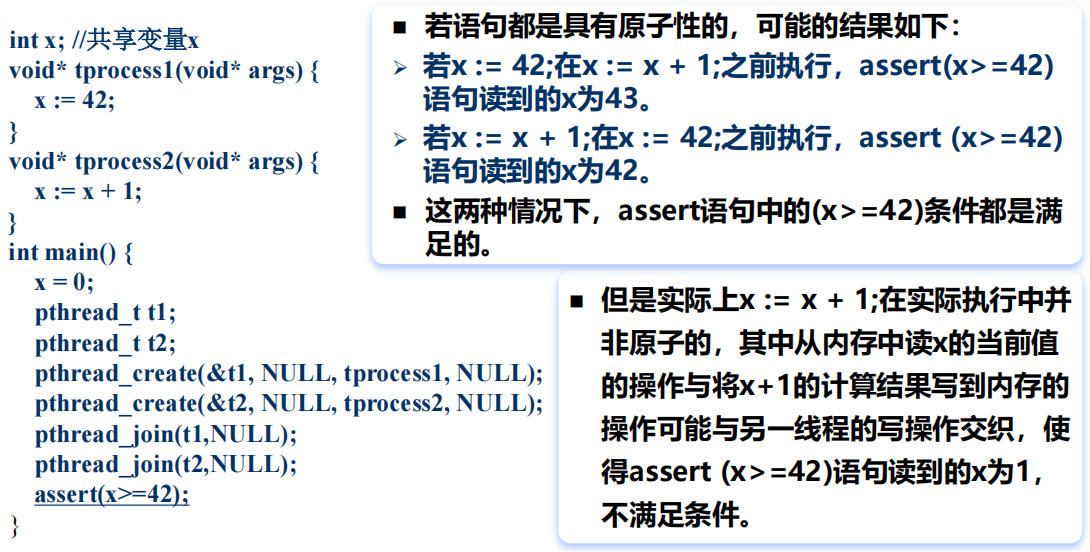 int x; //共享变量x
void* tprocess1(void* args) {
x := 42;
}
void* tprocess2(void* args) {
x := x + 1;
}
int main() {
x = 0;
pthread_t t1;
pthread_t t2;
pthread_create(&t1, NULL, tprocess1, NULL);
pthread_create(&t2, NULL, tprocess2, NULL);
pthread_join(t1,NULL);
pthread_join(t2,NULL);
assert(x>=42);
}
■ 若语句都是具有原子性的，可能的结果如下：
➢ 若x := 42;在x := x + 1;之前执行，assert(x>=42)
语句读到的x为43。
➢ 若x := x + 1;在x := 42;之前执行，assert (x>=42)
语句读到的x为42。
■ 这两种情况下，assert语句中的(x>=42)条件都是满
足的。
■ 但是实际上x := x + 1;在实际执行中并
非原子的，其中从内存中读x的当前值
的操作与将x+1的计算结果写到内存的
操作可能与另一线程的写操作交织，使
得assert (x>=42)语句读到的x为1，
不满足条件。